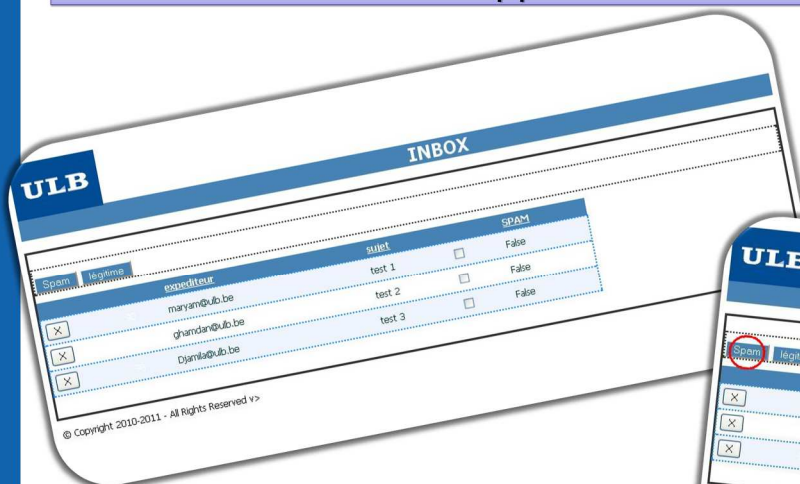 ULB
INBOX
Spam légitime
expediteur sujet SPAM
X maryam@ulb.be test 1 False
X ghamdan@ulb.be test 2 False
X Djamila@ulb.be test 3 False
© Copyright 2010-2011 - All Rights Reserved v>
ULB
Spam
X
X
X